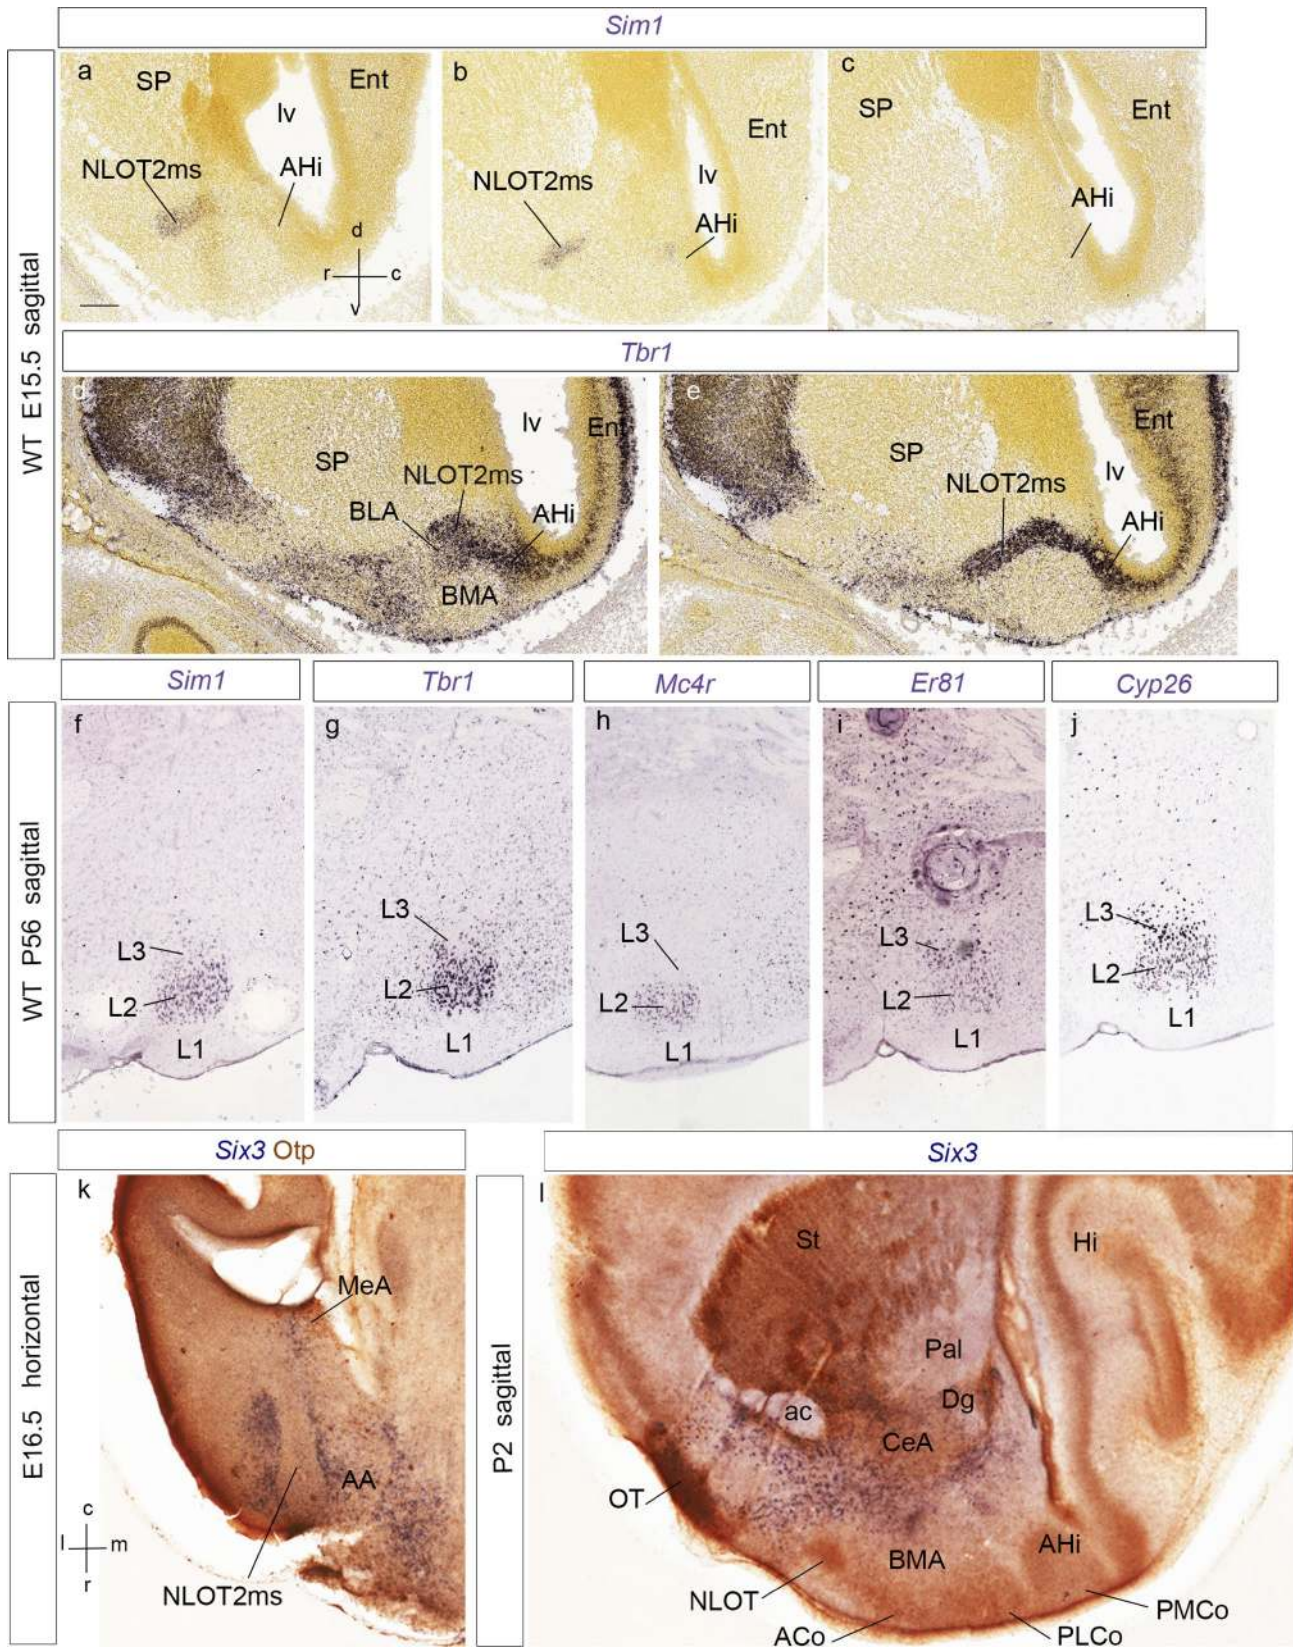 Sim1
WT E15.5 sagittal
a
SP
lv
Ent
NLOT2ms
AHi
d
r
c
v
b
Ent
NLOT2ms
lv
AHi
c
SP
Ent
AHi
Tbr1
d
SP
lv
Ent
NLOT2ms
BLA
AHi
BMA
e
SP
Ent
lv
NLOT2ms
AHi
WT P56 sagittal
Sim1
Tbr1
Mc4r
Er81
Cyp26
f
L3
L2
L1
g
L3
L2
L1
h
L3
L2
L1
i
L3
L2
L1
j
L3
L2
L1
E16.5 horizontal
Six3 Otp
k
MeA
AA
NLOT2ms
c
l
m
r
P2 sagittal
Six3
l
St
Hi
Pal
Dg
ac
CeA
OT
BMA
AHi
NLOT
ACo
PLCo
PMCo